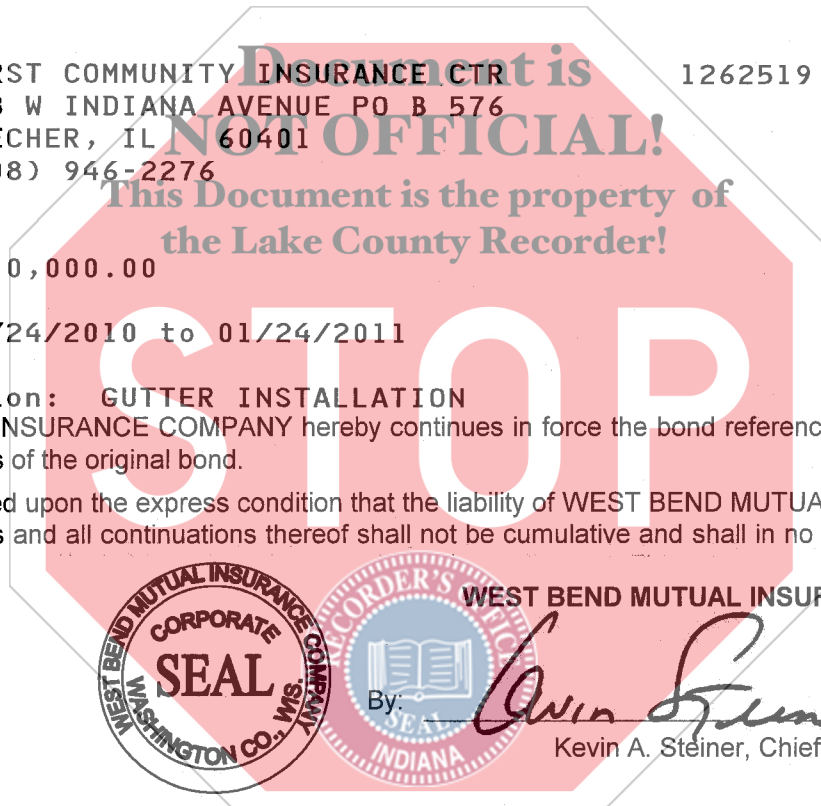 RST COMMUNITY INSURANCE CTR 1262519
W INDIANA AVENUE PO B 576
ECHER, IL 60401
08) 946-2276
Document is
NOT OFFICIAL!
This Document is the property of
the Lake County Recorder!
0,000.00
/24/2010 to 01/24/2011
STOP
on: GUTTER INSTALLATION
NSURANCE COMPANY hereby continues in force the bond referenc
s of the original bond.
ed upon the express condition that the liability of WEST BEND MUTUA
s and all continuations thereof shall not be cumulative and shall in no
WEST BEND MUTUAL INSURANCE COMPANY
CORPORATE
SEAL
WASHINGTON CO., WIS.
RECORDER'S OFFICE
SEAL
INDIANA
WEST BEND MUTUAL INSUR
By: Kevin Steiner
Kevin A. Steiner, Chief